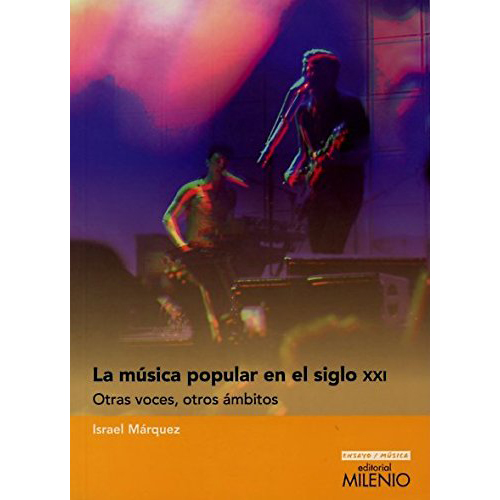 La música popular en el siglo XXI
Otras voces, otros ámbitos
Israel Márquez
ENSAYO / MÚSICA
editorial
MILENIO